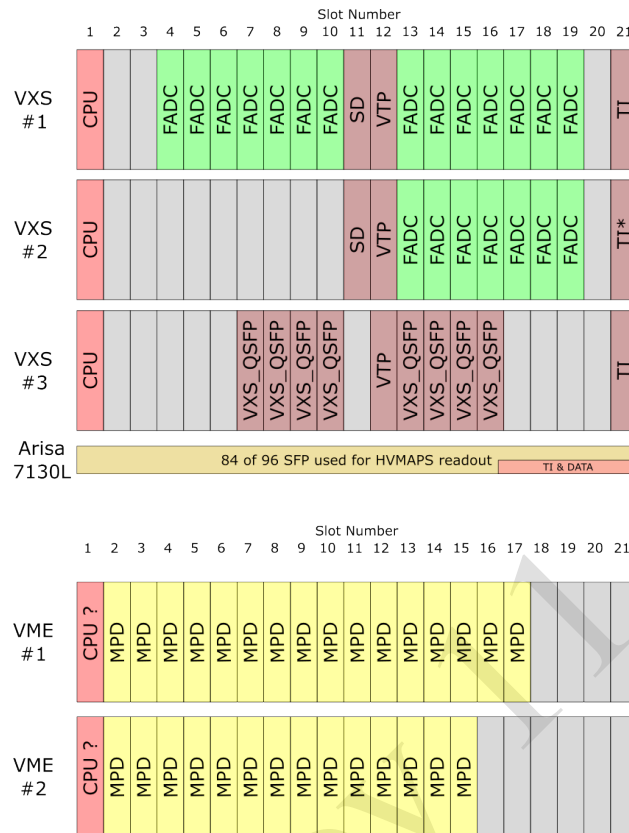 Slot Number
1 2 3 4 5 6 7 8 9 10 11 12 13 14 15 16 17 18 19 20 21
VXS
#1
CPU FADC FADC FADC FADC FADC FADC FADC SD VTP FADC FADC FADC FADC FADC FADC FADC TI
VXS
#2
CPU SD VTP FADC FADC FADC FADC FADC FADC FADC TI*
VXS
#3
CPU VXS_QSFP VXS_QSFP VXS_QSFP VXS_QSFP VTP VXS_QSFP VXS_QSFP VXS_QSFP VXS_QSFP TI
Arisa
7130L
84 of 96 SFP used for HVMAPS readout
TI & DATA
Slot Number
1 2 3 4 5 6 7 8 9 10 11 12 13 14 15 16 17 18 19 20 21
VME
#1
CPU ? MPD MPD MPD MPD MPD MPD MPD MPD MPD MPD MPD MPD MPD MPD MPD MPD
VME
#2
CPU ? MPD MPD MPD MPD MPD MPD MPD MPD MPD MPD MPD MPD MPD MPD